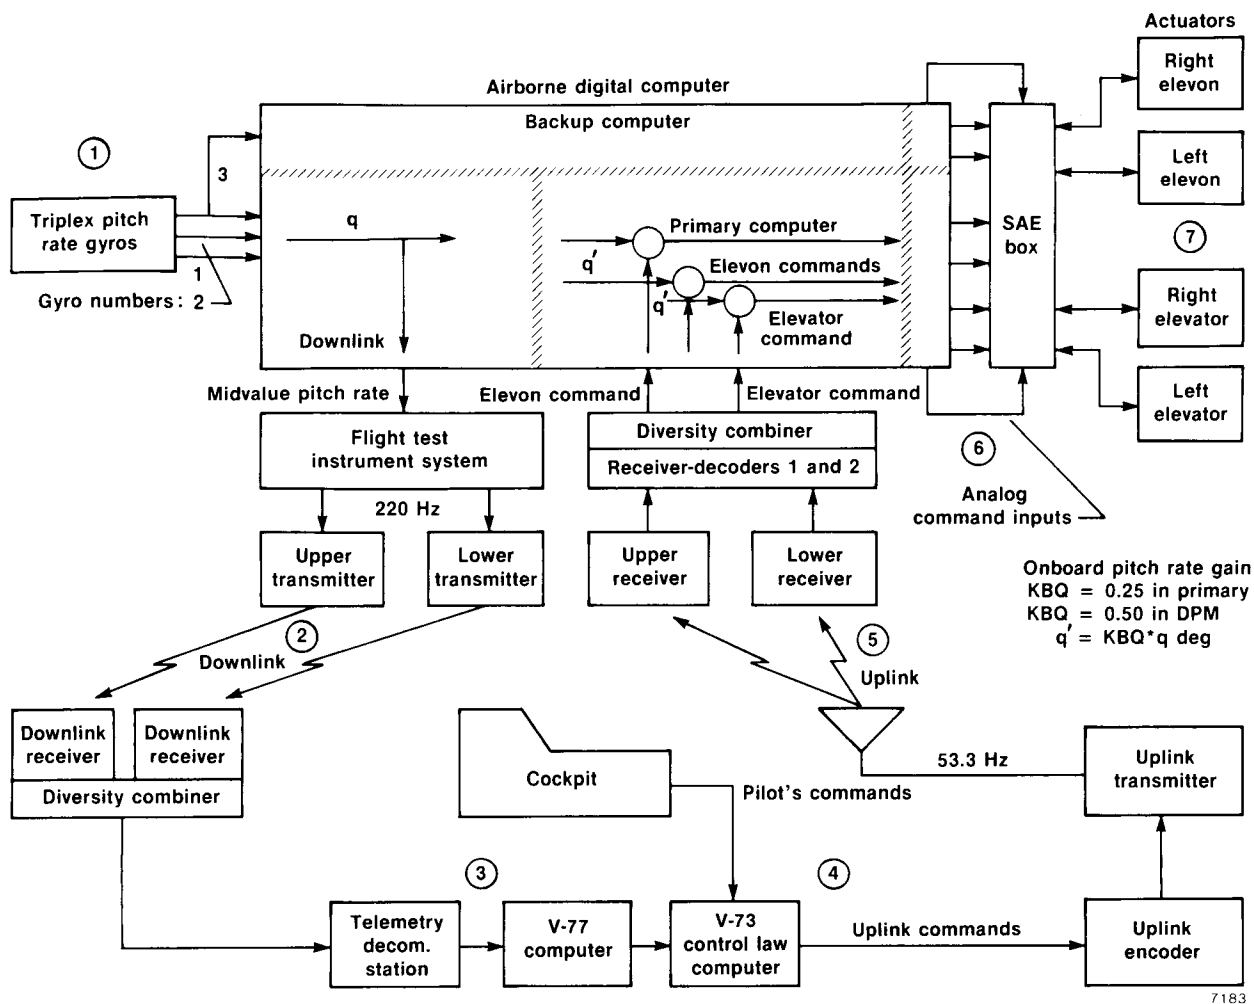 Actuators
Airborne digital computer
Right
elevon
Backup computer
1
3
Left
elevon
Triplex pitch
rate gyros
q
Primary computer
SAE
box
7
q'
Elevon commands
1
Gyro numbers: 2
q'
Elevator
command
Right
elevator
Downlink
Midvalue pitch rate
Elevon command
Elevator command
Left
elevator
Flight test
instrument system
Diversity combiner
Receiver-decoders 1 and 2
6
Analog
command inputs
220 Hz
Upper
transmitter
Lower
transmitter
Upper
receiver
Lower
receiver
Onboard pitch rate gain
KBQ = 0.25 in primary
KBQ = 0.50 in DPM
q' = KBQ*q deg
2
Downlink
5
Uplink
Downlink
receiver
Downlink
receiver
Diversity combiner
Cockpit
Pilot's commands
53.3 Hz
Uplink
transmitter
3
4
Telemetry
decom.
station
V-77
computer
V-73
control law
computer
Uplink commands
Uplink
encoder
7183